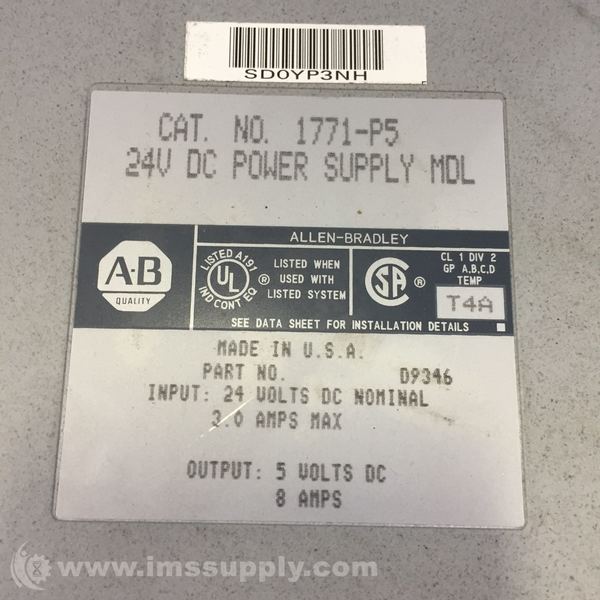 SD0YP3NH
CAT. NO. 1771-P5
24V DC POWER SUPPLY MDL
ALLEN-BRADLEY
A-B
QUALITY
LISTED A191
UL
IND CONT EQ
®
LISTED WHEN
USED WITH
LISTED SYSTEM
SA
®
CL 1 DIV 2
GP A,B,C,D
TEMP
T4A
SEE DATA SHEET FOR INSTALLATION DETAILS
MADE IN U.S.A.
PART NO. D9346
INPUT: 24 VOLTS DC NOMINAL
3.0 AMPS MAX
OUTPUT: 5 VOLTS DC
8 AMPS
www.imssupply.com